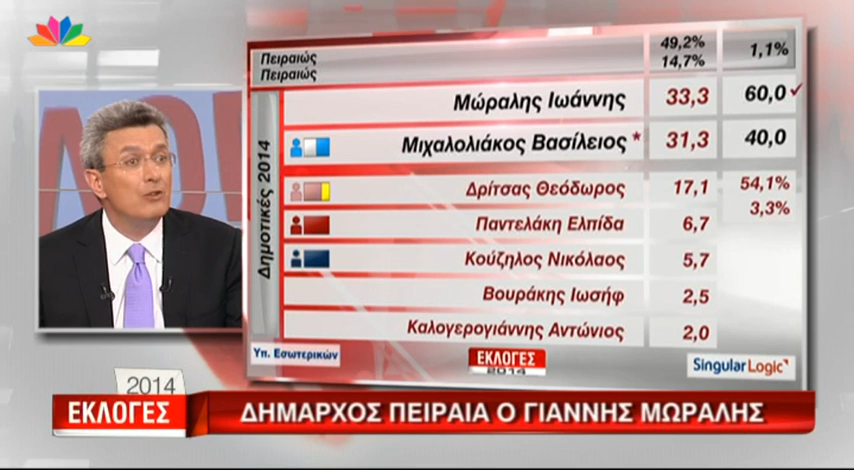 Πειραιώς 49,2% 1,1%
Πειραιώς 14,7%
Δημοτικές 2014
Μώραλης Ιωάννης 33,3 60,0
Μιχαλολιάκος Βασίλειος * 31,3 40,0
Δρίτσας Θεόδωρος 17,1 54,1%
3,3%
Παντελάκη Ελπίδα 6,7
Κούζηλος Νικόλαος 5,7
Βουράκης Ιωσήφ 2,5
Καλογερογιάννης Αντώνιος 2,0
Υπ. Εσωτερικών
ΕΚΛΟΓΕΣ
2014
SingularLogic
2014
ΕΚΛΟΓΕΣ
ΔΗΜΑΡΧΟΣ ΠΕΙΡΑΙΑ Ο ΓΙΑΝΝΗΣ ΜΩΡΑΛΗΣ